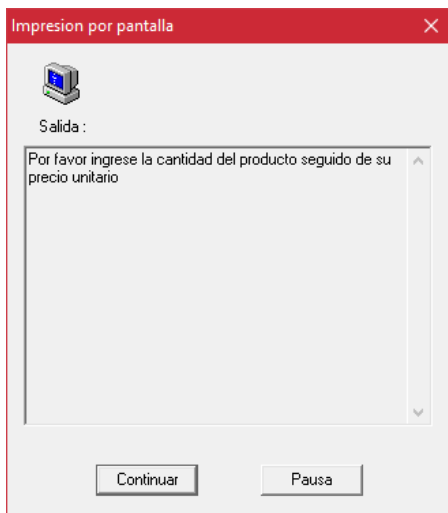 Impresion por pantalla
Salida :
Por favor ingrese la cantidad del producto seguido de su
precio unitario
Continuar
Pausa